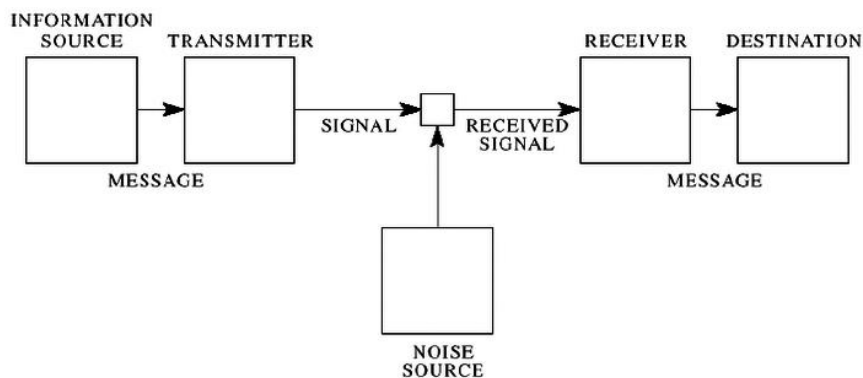 INFORMATION
SOURCE
TRANSMITTER
RECEIVER
DESTINATION
SIGNAL
RECEIVED
SIGNAL
MESSAGE
MESSAGE
NOISE
SOURCE